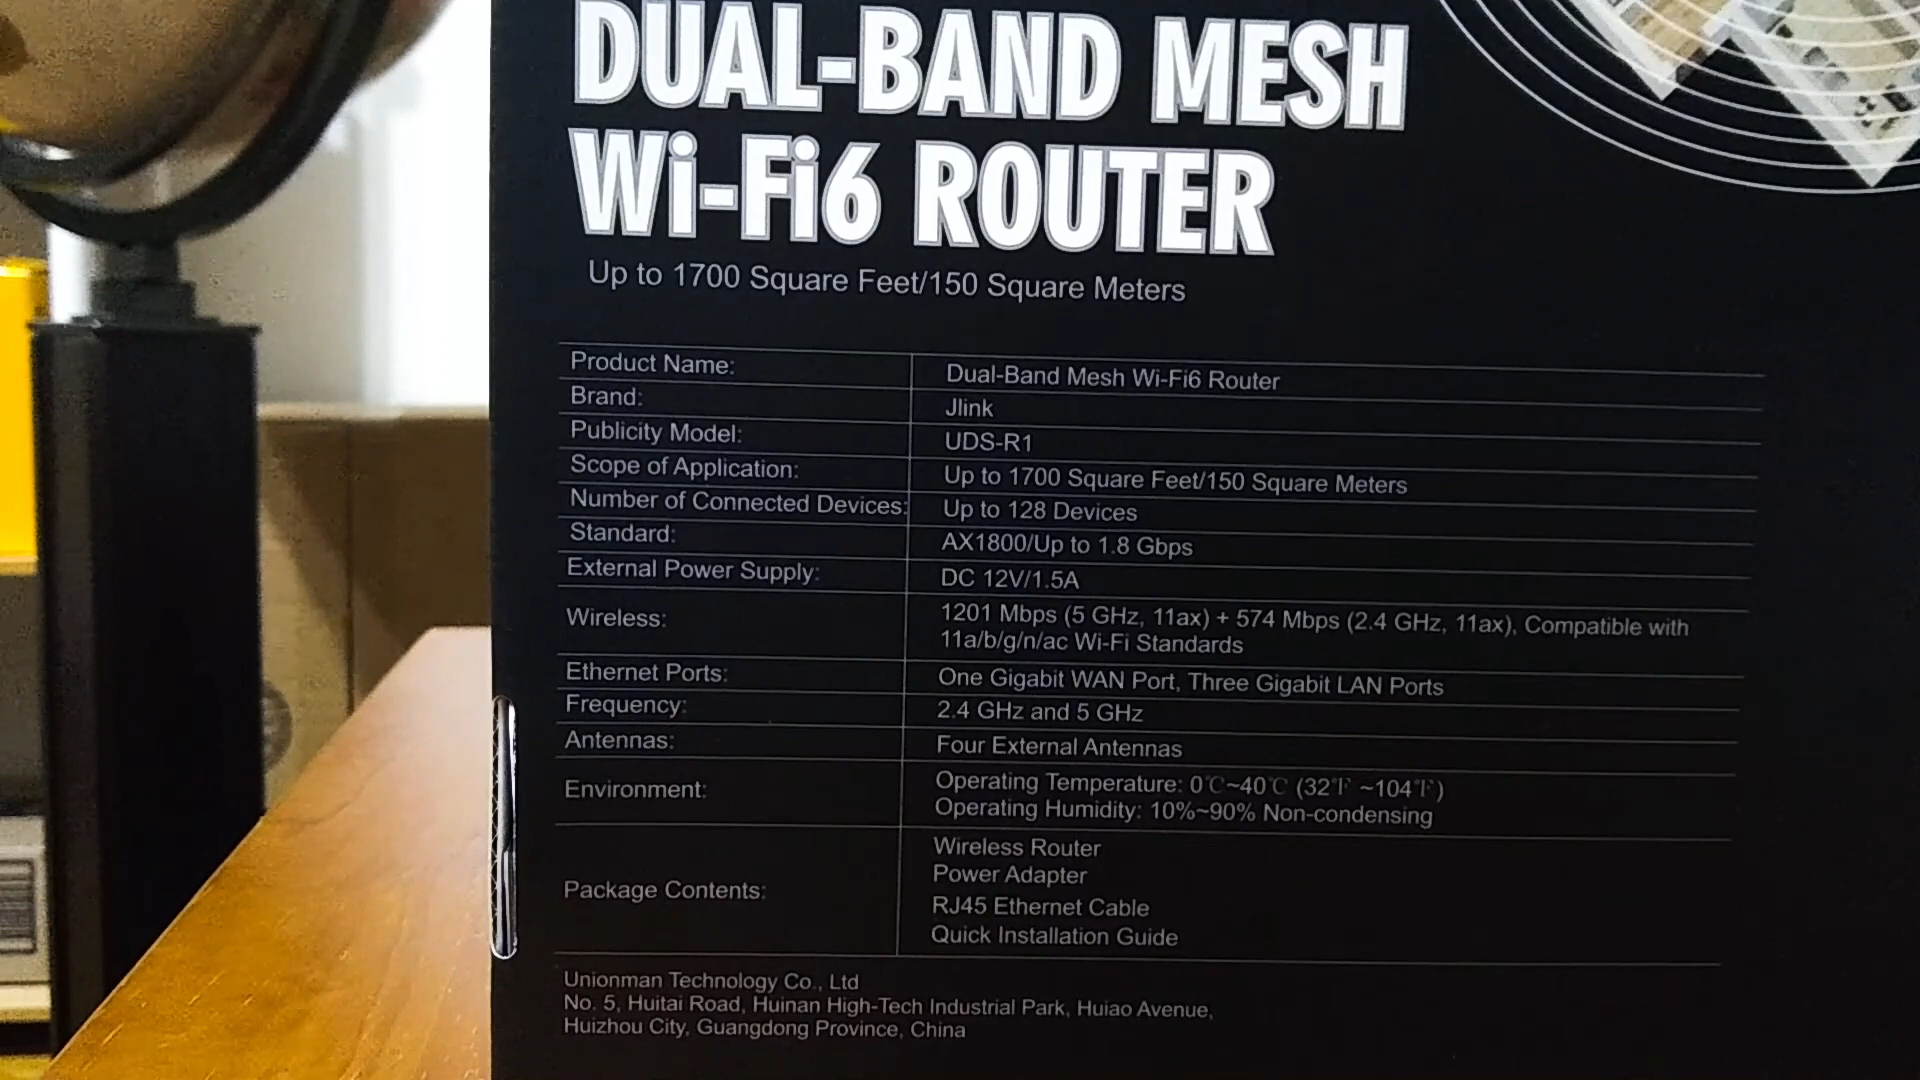 DUAL-BAND MESH
Wi-Fi6 ROUTER
Up to 1700 Square Feet/150 Square Meters
Product Name: Dual-Band Mesh Wi-Fi6 Router
Brand: Jlink
Publicity Model: UDS-R1
Scope of Application: Up to 1700 Square Feet/150 Square Meters
Number of Connected Devices: Up to 128 Devices
Standard: AX1800/Up to 1.8 Gbps
External Power Supply: DC 12V/1.5A
Wireless: 1201 Mbps (5 GHz, 11ax) + 574 Mbps (2.4 GHz, 11ax), Compatible with
11a/b/g/n/ac Wi-Fi Standards
Ethernet Ports: One Gigabit WAN Port, Three Gigabit LAN Ports
Frequency: 2.4 GHz and 5 GHz
Antennas: Four External Antennas
Environment: Operating Temperature: 0℃~40℃ (32℉ ~104℉)
Operating Humidity: 10%~90% Non-condensing
Package Contents: Wireless Router
Power Adapter
RJ45 Ethernet Cable
Quick Installation Guide
Unionman Technology Co., Ltd
No. 5, Huitai Road, Huinan High-Tech Industrial Park, Huiao Avenue,
Huizhou City, Guangdong Province, China